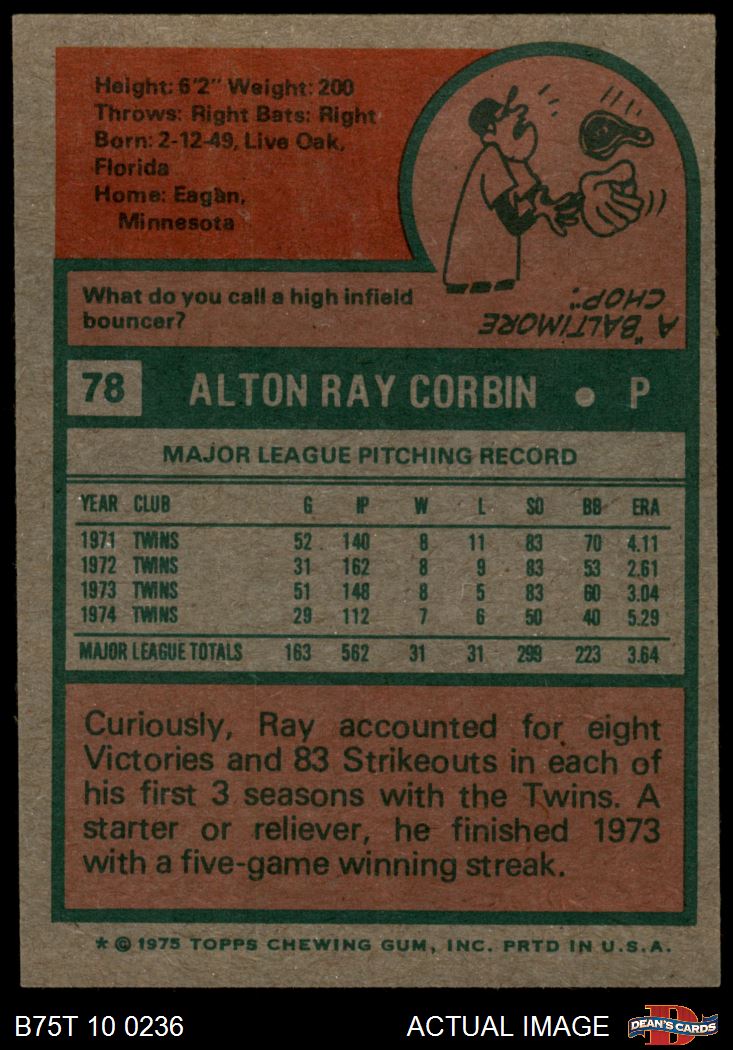 Height: 6'2" Weight: 200
Throws: Right Bats: Right
Born: 2-12-49, Live Oak,
Florida
Home: Eagan,
Minnesota
What do you call a high infield
bouncer?
A "BALTIMORE
CHOP".
78 ALTON RAY CORBIN • P
MAJOR LEAGUE PITCHING RECORD
YEAR CLUB G IP W L SO BB ERA
1971 TWINS 52 140 8 11 83 70 4.11
1972 TWINS 31 162 8 9 83 53 2.61
1973 TWINS 51 148 8 5 83 60 3.04
1974 TWINS 29 112 7 6 50 40 5.29
MAJOR LEAGUE TOTALS 163 562 31 31 299 223 3.64
Curiously, Ray accounted for eight
Victories and 83 Strikeouts in each of
his first 3 seasons with the Twins. A
starter or reliever, he finished 1973
with a five-game winning streak.
* © 1975 TOPPS CHEWING GUM, INC. PRTD IN U.S.A.
B75T 10 0236 ACTUAL IMAGE D DEAN'S CARDS